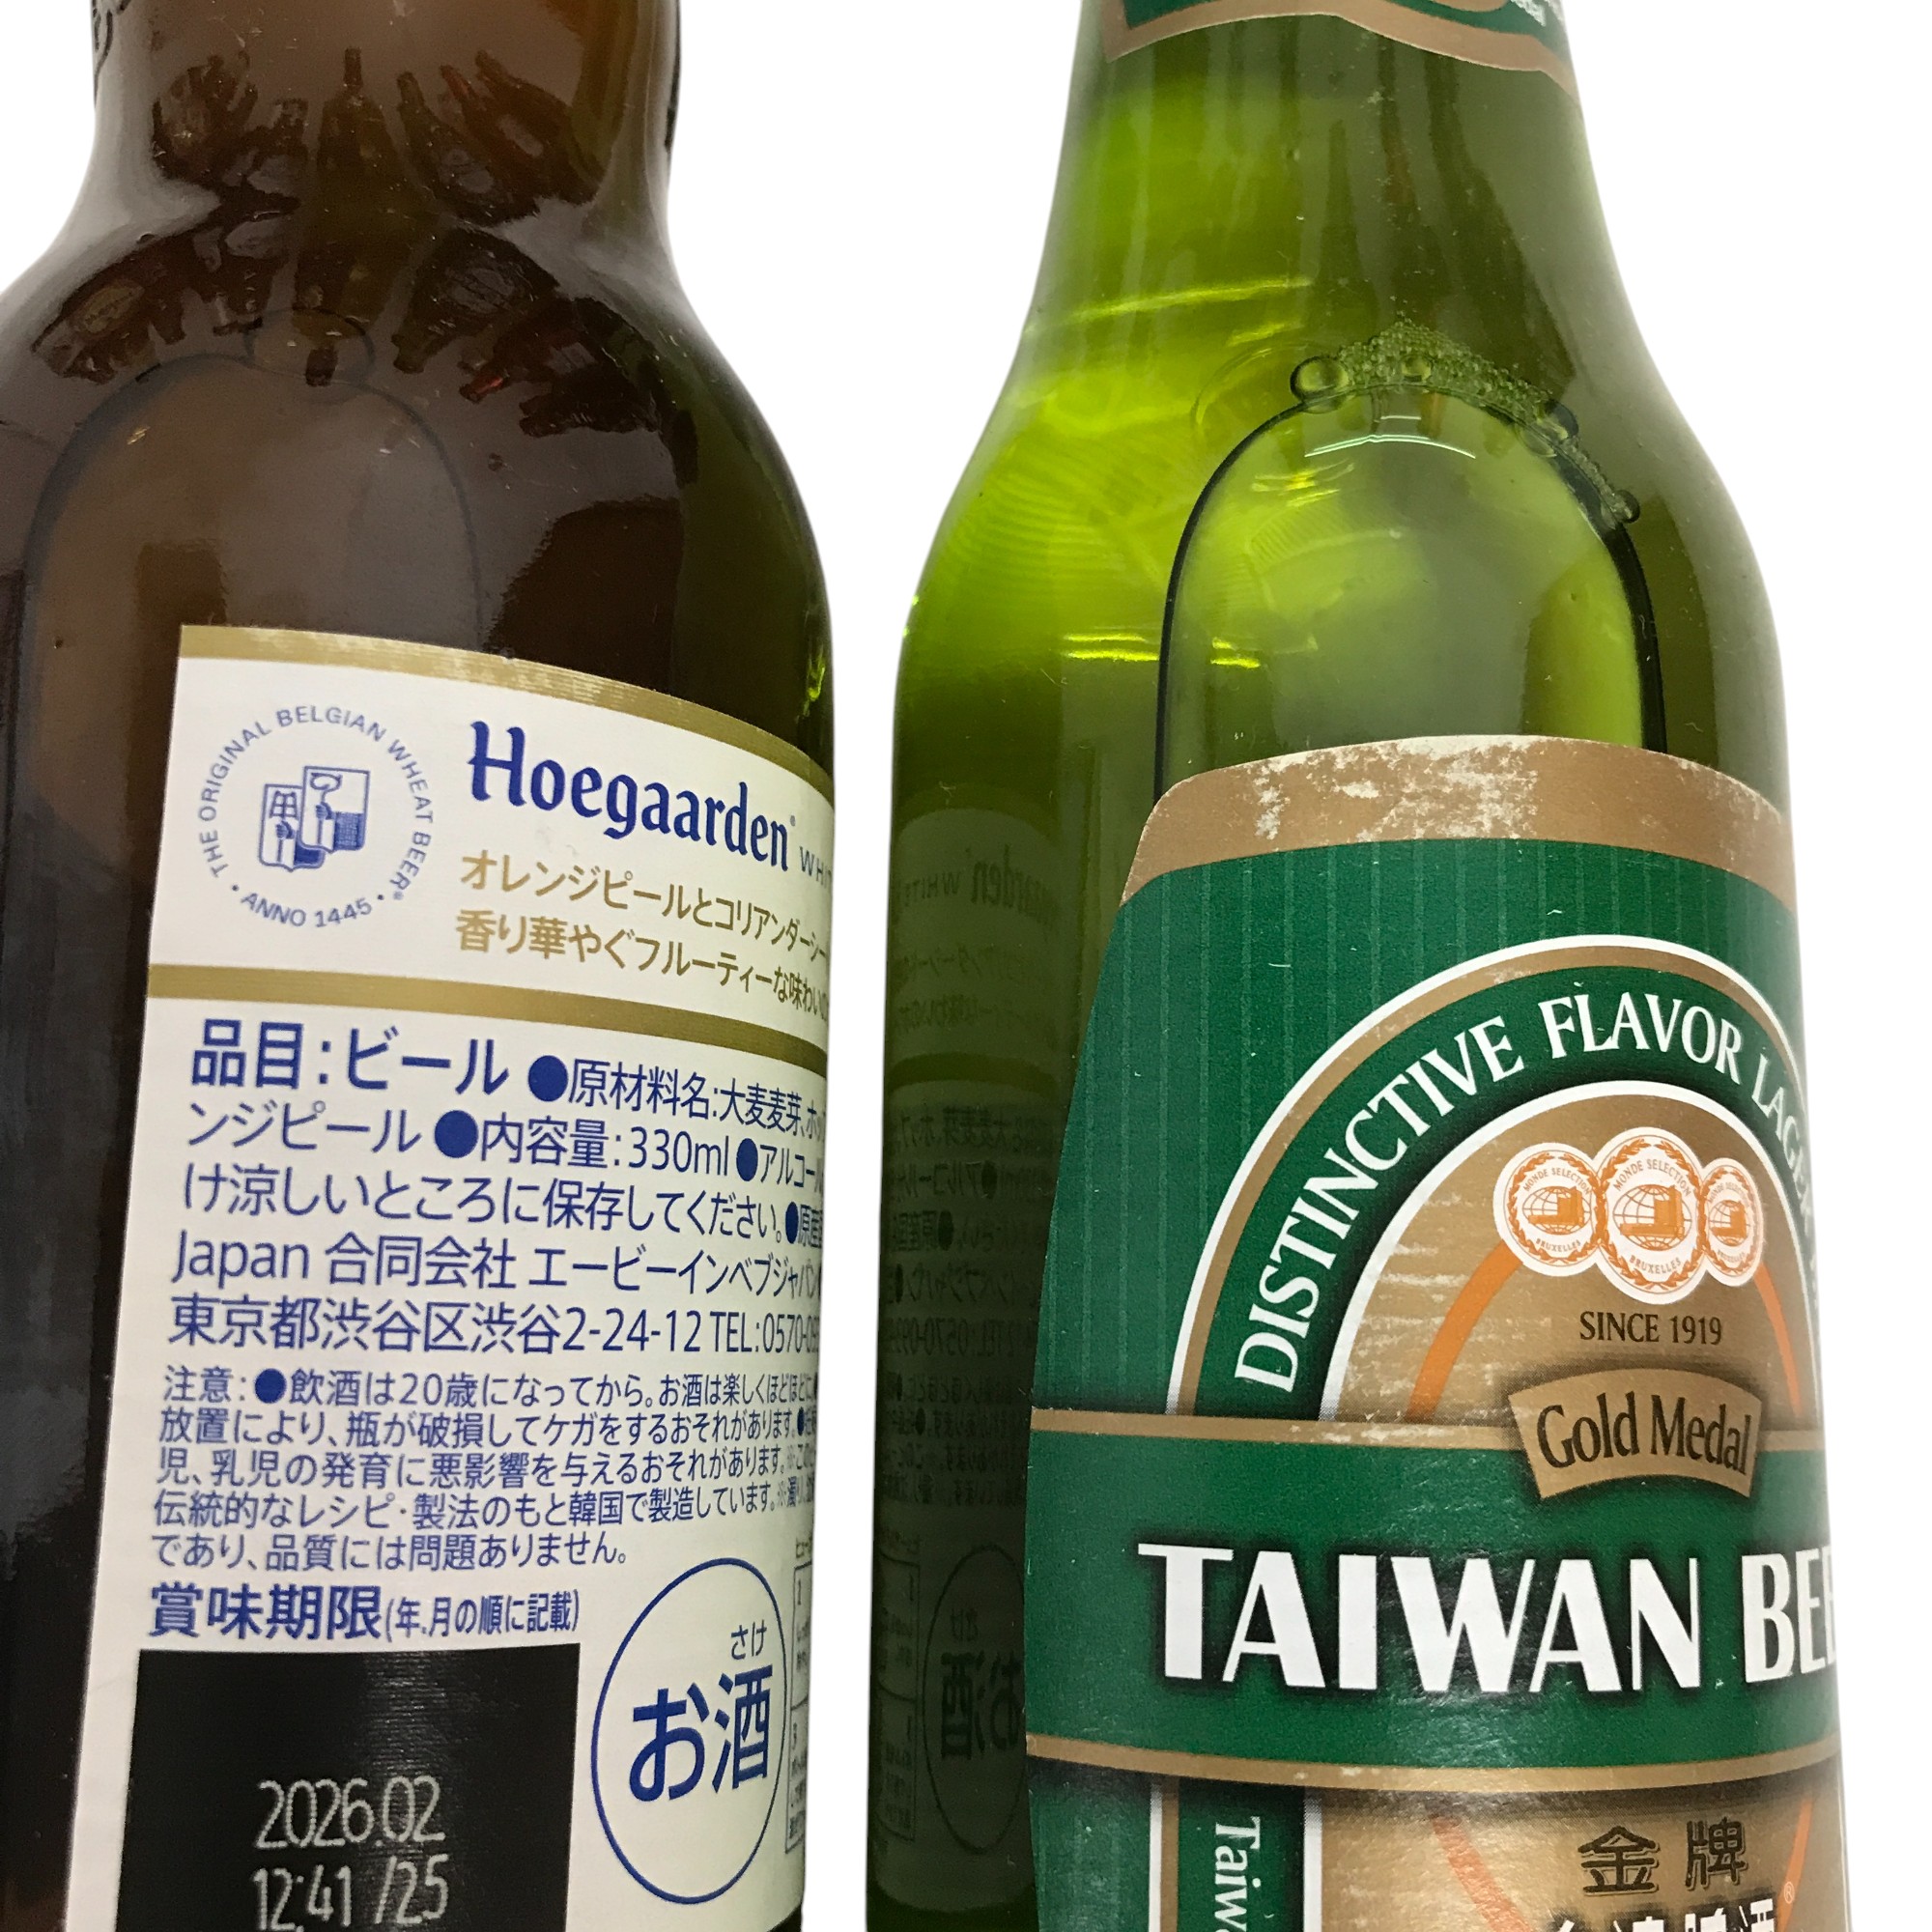 THE ORIGINAL BELGIAN WHEAT BEER®
• ANNO 1445 •
Hoegaarden®
オレンジピールとコリアンダーシー
香り華やぐフルーティーな味わい
品目:ビール ●原材料名:大麦麦芽、ホッ
ンジピール ●内容量:330ml ●アルコール
け涼しいところに保存してください。●原産
Japan 合同会社 エービーインベブジャパン
東京都渋谷区渋谷2-24-12 TEL:0570-09
注意:●飲酒は20歳になってから。お酒は楽しくほどほどに
放置により、瓶が破損してケガをするおそれがあります。
児、乳児の発育に悪影響を与えるおそれがあります。
伝統的なレシピ・製法のもと韓国で製造しています。
であり、品質には問題ありません。
賞味期限(年.月の順に記載)
さけ
お酒
2026.02
12:41 /25
DISTINCTIVE FLAVOR LAGER
MONDE SELECTION
BRUXELLES
MONDE SELECTION
BRUXELLES
SINCE 1919
Gold Medal
TAIWAN BEE
金牌
Taiw